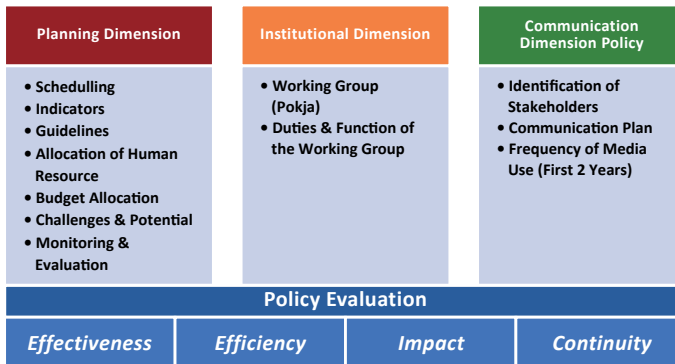 Planning Dimension
• Schedulling
• Indicators
• Guidelines
• Allocation of Human
Resource
• Budget Allocation
• Challenges & Potential
• Monitoring &
Evaluation
Institutional Dimension
• Working Group
(Pokja)
• Duties & Function of
the Working Group
Communication
Dimension Policy
• Identification of
Stakeholders
• Communication Plan
• Frequency of Media
Use (First 2 Years)
Policy Evaluation
Effectiveness
Efficiency
Impact
Continuity